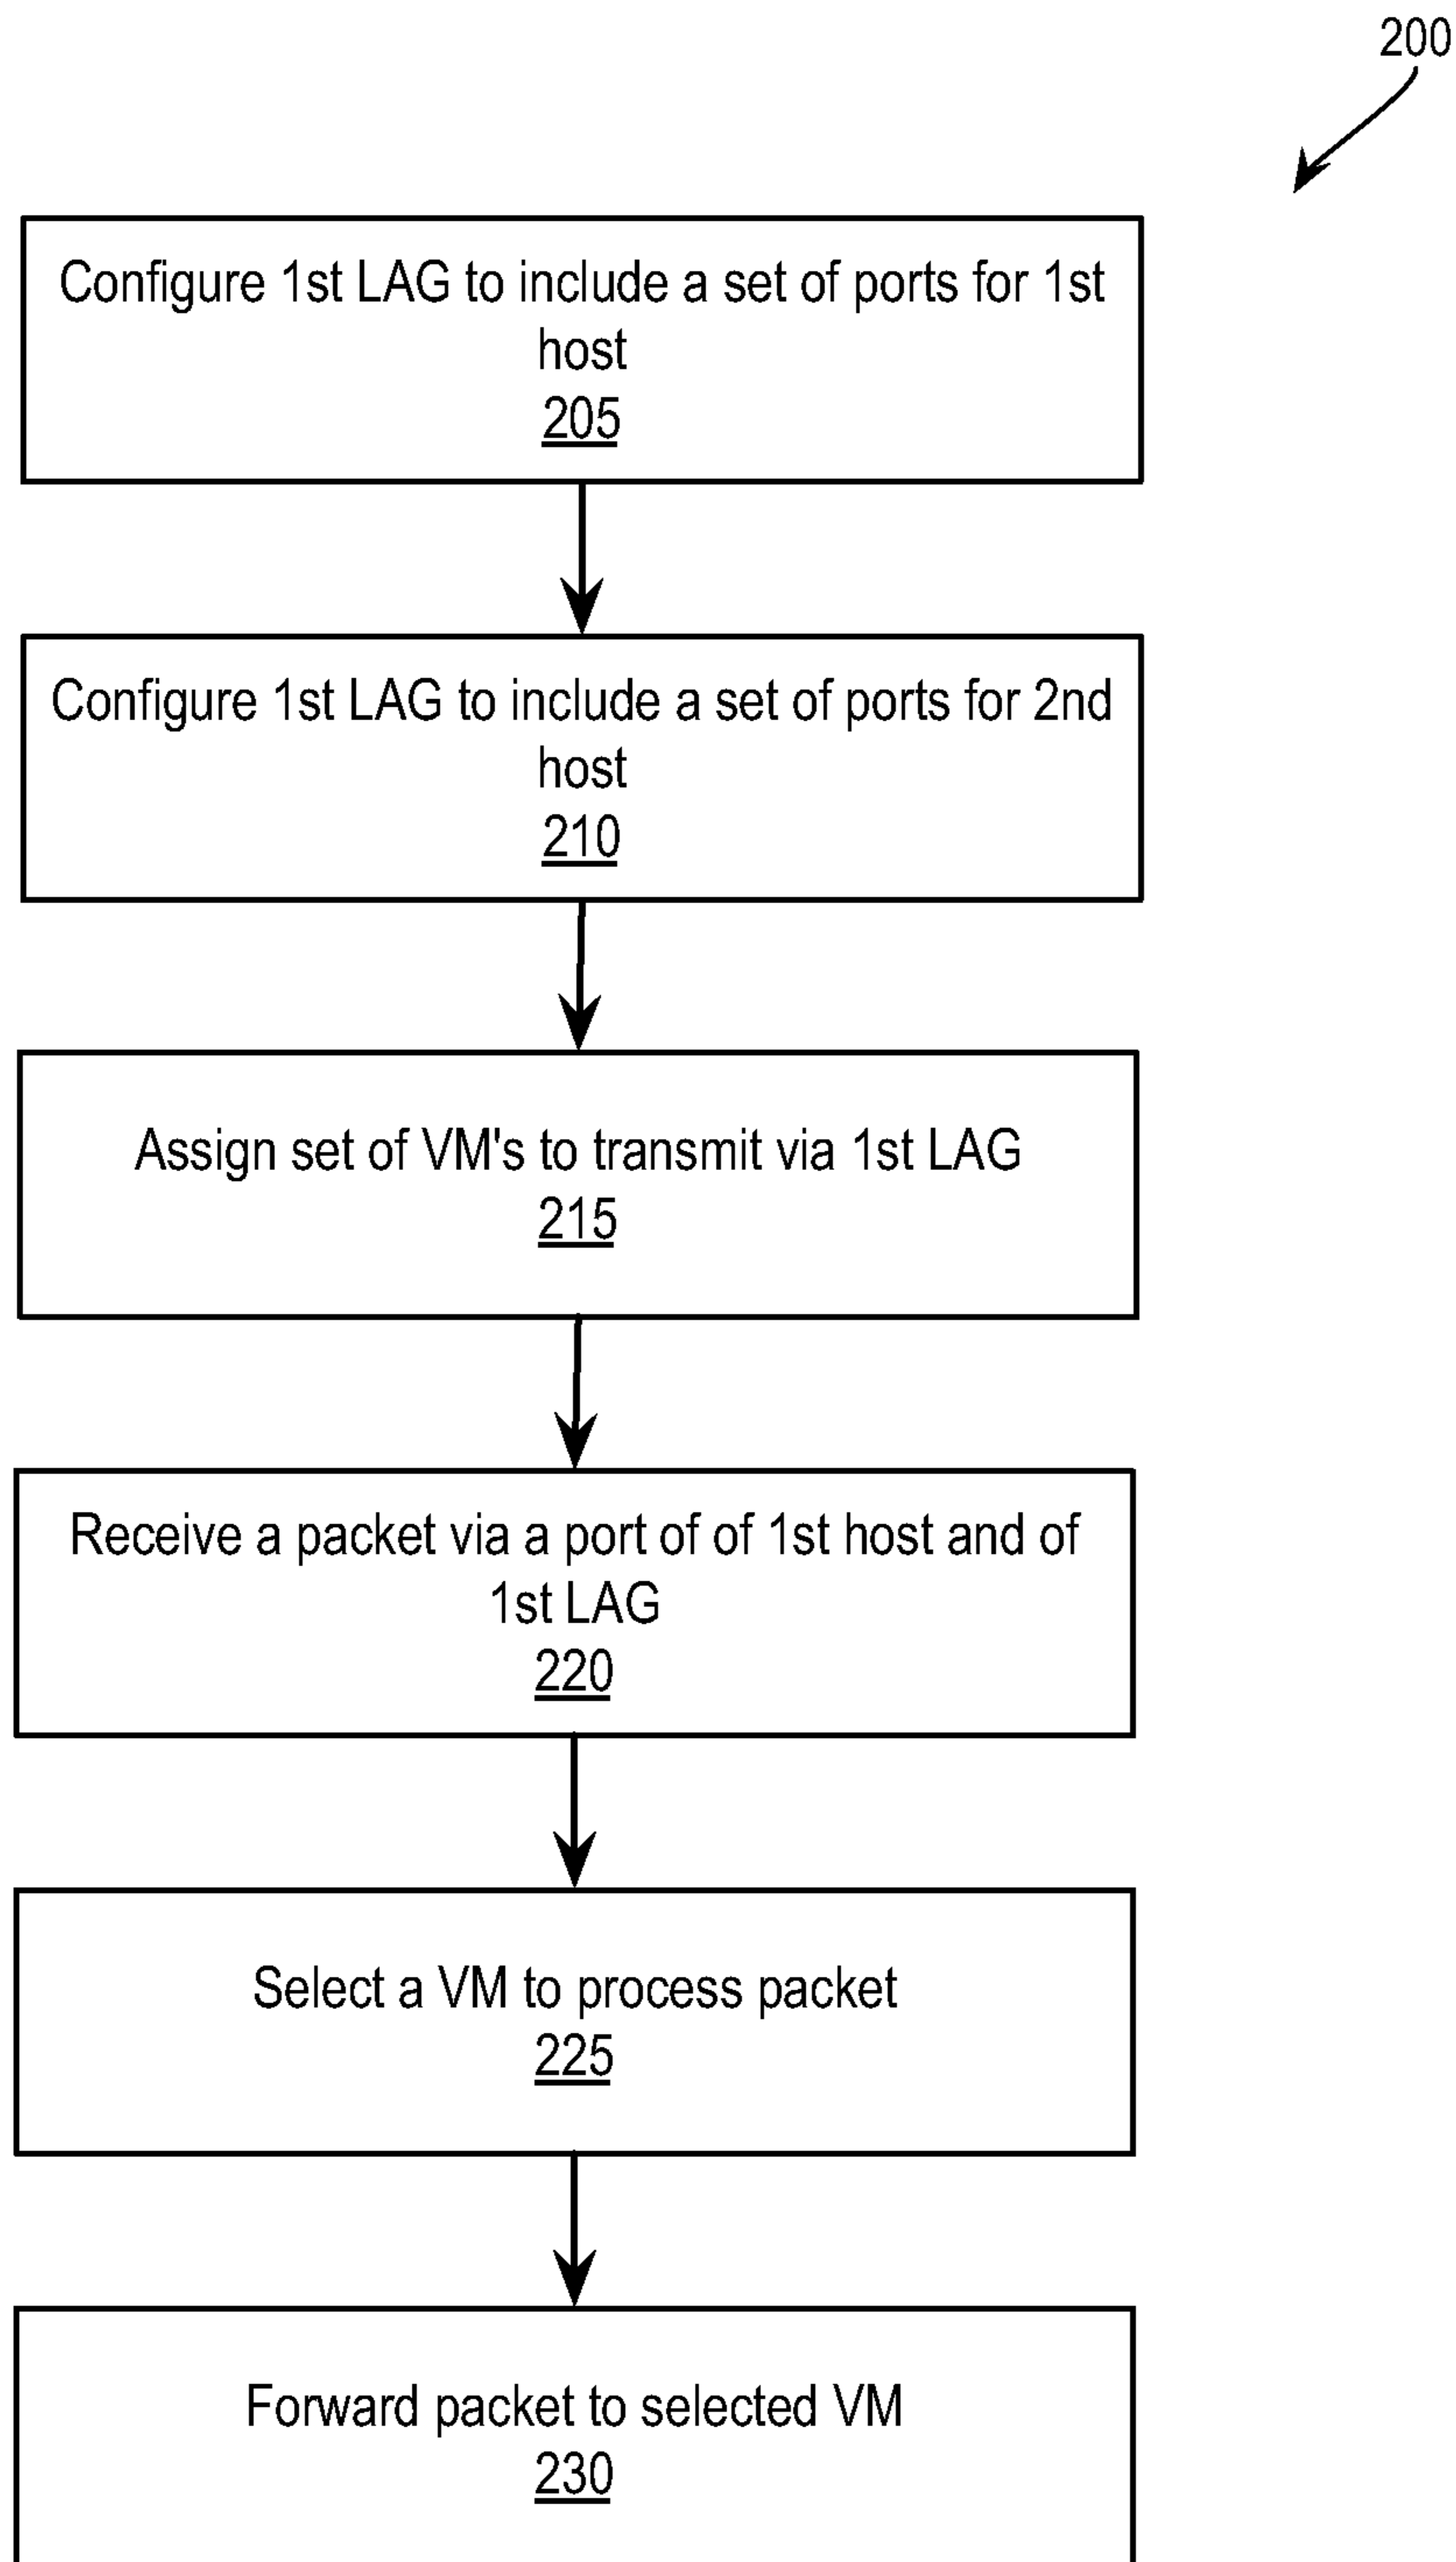 200
Configure 1st LAG to include a set of ports for 1st
host
205
Configure 1st LAG to include a set of ports for 2nd
host
210
Assign set of VM's to transmit via 1st LAG
215
Receive a packet via a port of of 1st host and of
1st LAG
220
Select a VM to process packet
225
Forward packet to selected VM
230